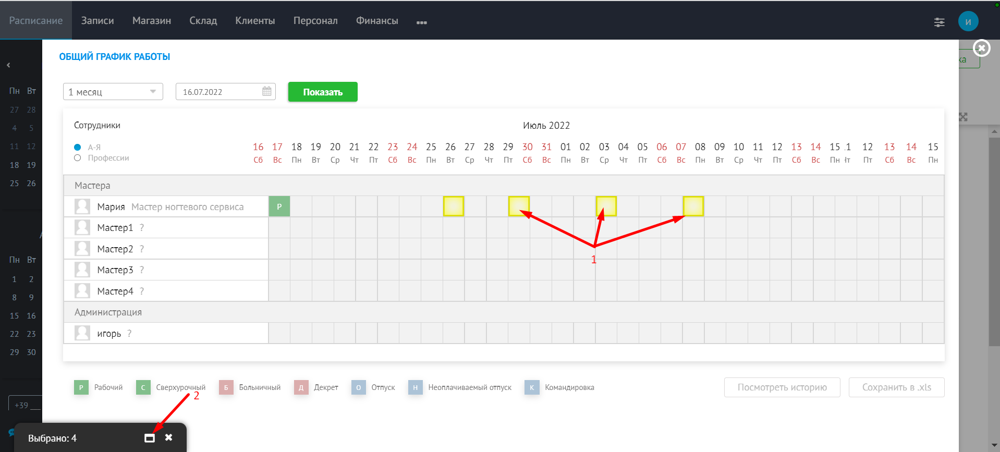 Расписание Записи Магазин Склад Клиенты Персонал Финансы ••• и
ОБЩИЙ ГРАФИК РАБОТЫ
ка
1 месяц 16.07.2022 Показать
Пн Вт
27 28
4 5
11 12
18 19
25 26
Сотрудники Июль 2022
А-Я
Профессии
16 17 18 19 20 21 22 23 24 25 26 27 28 29 30 31 01 02 03 04 05 06 07 08 09 10 11 12 13 14 15 .1 12 13 14 15
Сб Вс Пн Вт Ср Чт Пт Сб Вс Пн Вт Ср Чт Пт Сб Вс Пн Вт Ср Чт Пт Сб Вс Пн Вт Ср Чт Пт Сб Вс Пн Чт Пт Сб Вс Пн
Мастера
Мария Мастер ногтевого сервиса Р
Мастер1 ?
Мастер2 ?
1
Мастер3 ?
Мастер4 ?
Администрация
игорь ?
Пн Вт
1 2
8 9
15 16
22 23
29 30
Р Рабочий С Сверхурочный Б Больничный Д Декрет О Отпуск Н Неоплачиваемый отпуск К Командировка Посмотреть историю Сохранить в .xls
2
+39 ___
Выбрано: 4